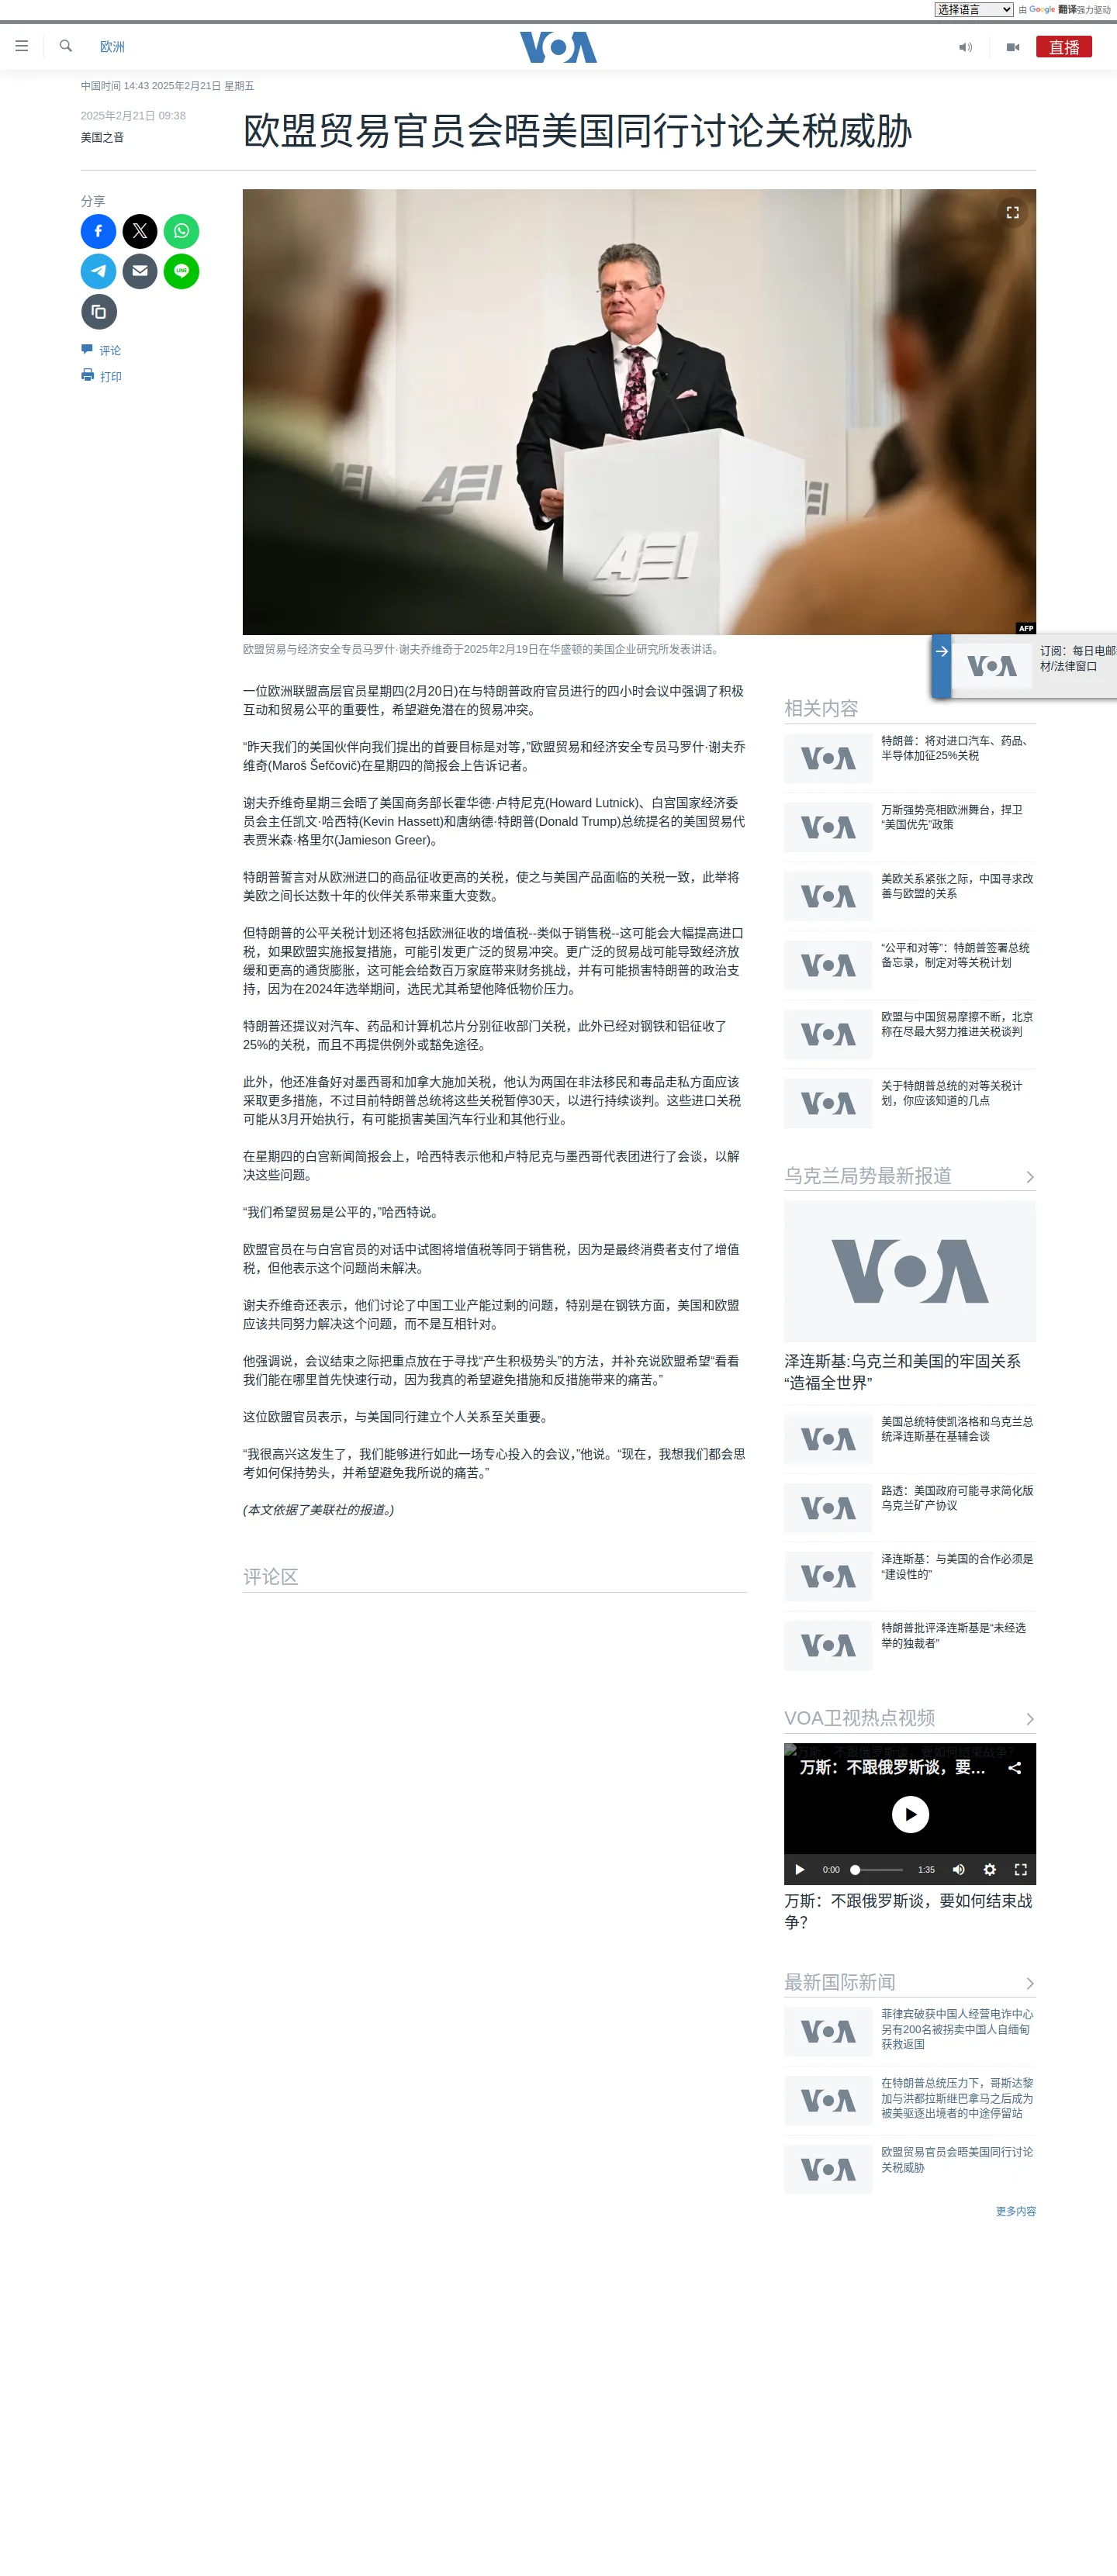 选择语言
由 Google 翻译强力驱动
欧洲
VOA
直播
中国时间 14:43 2025年2月21日 星期五
2025年2月21日 09:38
美国之音
欧盟贸易官员会晤美国同行讨论关税威胁
分享
评论
打印
AEI
AEI
AFP
欧盟贸易与经济安全专员马罗什·谢夫乔维奇于2025年2月19日在华盛顿的美国企业研究所发表讲话。
订阅：每日电邮
材/法律窗口
一位欧洲联盟高层官员星期四(2月20日)在与特朗普政府官员进行的四小时会议中强调了积极
互动和贸易公平的重要性，希望避免潜在的贸易冲突。
“昨天我们的美国伙伴向我们提出的首要目标是对等，”欧盟贸易和经济安全专员马罗什·谢夫乔
维奇(Maroš Šefčovič)在星期四的简报会上告诉记者。
谢夫乔维奇星期三会晤了美国商务部长霍华德·卢特尼克(Howard Lutnick)、白宫国家经济委
员会主任凯文·哈西特(Kevin Hassett)和唐纳德·特朗普(Donald Trump)总统提名的美国贸易代
表贾米森·格里尔(Jamieson Greer)。
特朗普誓言对从欧洲进口的商品征收更高的关税，使之与美国产品面临的关税一致，此举将
美欧之间长达数十年的伙伴关系带来重大变数。
但特朗普的公平关税计划还将包括欧洲征收的增值税--类似于销售税--这可能会大幅提高进口
税，如果欧盟实施报复措施，可能引发更广泛的贸易冲突。更广泛的贸易战可能导致经济放
缓和更高的通货膨胀，这可能会给数百万家庭带来财务挑战，并有可能损害特朗普的政治支
持，因为在2024年选举期间，选民尤其希望他降低物价压力。
特朗普还提议对汽车、药品和计算机芯片分别征收部门关税，此外已经对钢铁和铝征收了
25%的关税，而且不再提供例外或豁免途径。
此外，他还准备好对墨西哥和加拿大施加关税，他认为两国在非法移民和毒品走私方面应该
采取更多措施，不过目前特朗普总统将这些关税暂停30天，以进行持续谈判。这些进口关税
可能从3月开始执行，有可能损害美国汽车行业和其他行业。
在星期四的白宫新闻简报会上，哈西特表示他和卢特尼克与墨西哥代表团进行了会谈，以解
决这些问题。
“我们希望贸易是公平的，”哈西特说。
欧盟官员在与白宫官员的对话中试图将增值税等同于销售税，因为是最终消费者支付了增值
税，但他表示这个问题尚未解决。
谢夫乔维奇还表示，他们讨论了中国工业产能过剩的问题，特别是在钢铁方面，美国和欧盟
应该共同努力解决这个问题，而不是互相针对。
他强调说，会议结束之际把重点放在于寻找“产生积极势头”的方法，并补充说欧盟希望“看看
我们能在哪里首先快速行动，因为我真的希望避免措施和反措施带来的痛苦。”
这位欧盟官员表示，与美国同行建立个人关系至关重要。
“我很高兴这发生了，我们能够进行如此一场专心投入的会议，”他说。“现在，我想我们都会思
考如何保持势头，并希望避免我所说的痛苦。”
(本文依据了美联社的报道。)
评论区
相关内容
特朗普：将对进口汽车、药品、
半导体加征25%关税
万斯强势亮相欧洲舞台，捍卫
“美国优先”政策
美欧关系紧张之际，中国寻求改
善与欧盟的关系
“公平和对等”：特朗普签署总统
备忘录，制定对等关税计划
欧盟与中国贸易摩擦不断，北京
称在尽最大努力推进关税谈判
关于特朗普总统的对等关税计
划，你应该知道的几点
乌克兰局势最新报道
VOA
泽连斯基:乌克兰和美国的牢固关系
“造福全世界”
美国总统特使凯洛格和乌克兰总
统泽连斯基在基辅会谈
路透：美国政府可能寻求简化版
乌克兰矿产协议
泽连斯基：与美国的合作必须是
“建设性的”
特朗普批评泽连斯基是“未经选
举的独裁者”
VOA卫视热点视频
万斯：不跟俄罗斯谈，要如何结束战争？
万斯：不跟俄罗斯谈，要...
0:00
1:35
万斯：不跟俄罗斯谈，要如何结束战
争？
最新国际新闻
菲律宾破获中国人经营电诈中心
另有200名被拐卖中国人自缅甸
获救返国
在特朗普总统压力下，哥斯达黎
加与洪都拉斯继巴拿马之后成为
被美驱逐出境者的中途停留站
欧盟贸易官员会晤美国同行讨论
关税威胁
更多内容